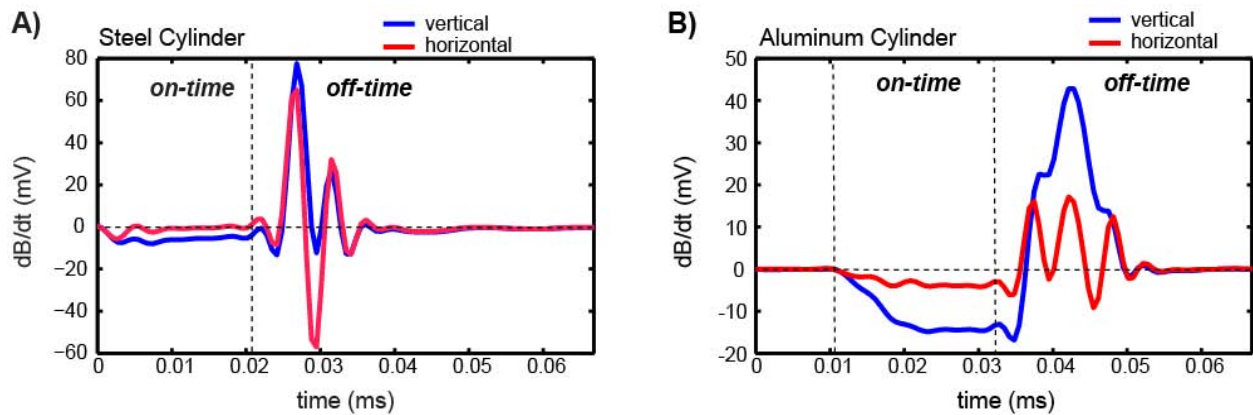 A)
Steel Cylinder
vertical
horizontal
on-time
off-time
80
60
40
20
0
−20
−40
−60
dB/dt (mV)
0
0.01
0.02
0.03
0.04
0.05
0.06
time (ms)
B)
Aluminum Cylinder
vertical
horizontal
on-time
off-time
50
40
30
20
10
0
-10
-20
dB/dt (mV)
0
0.01
0.02
0.03
0.04
0.05
0.06
time (ms)